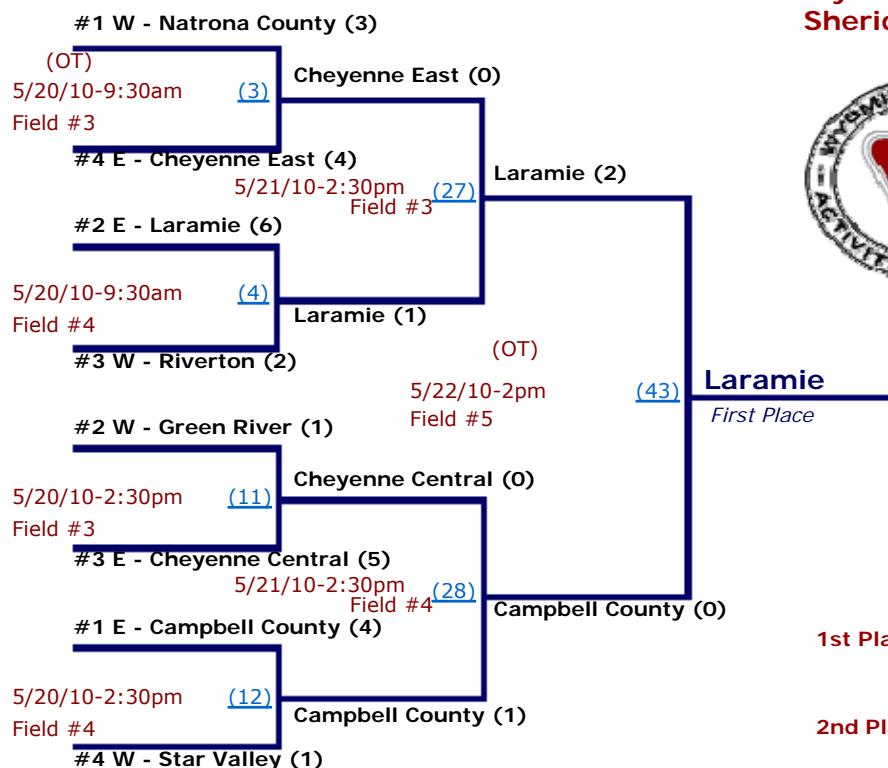 Sheri
#1 W - Natrona County (3)
(OT)
5/20/10-9:30am
(3)
Field #3
#4 E - Cheyenne East (4)
Cheyenne East (0)
5/21/10-2:30pm
(27)
Field #3
#2 E - Laramie (6)
5/20/10-9:30am
(4)
Field #4
#3 W - Riverton (2)
Laramie (1)
Laramie (2)
(OT)
5/22/10-2pm
(43)
Field #5
Laramie
First Place
#2 W - Green River (1)
5/20/10-2:30pm
(11)
Field #3
#3 E - Cheyenne Central (5)
Cheyenne Central (0)
5/21/10-2:30pm
(28)
Field #4
#1 E - Campbell County (4)
5/20/10-2:30pm
(12)
Field #4
#4 W - Star Valley (1)
Campbell County (1)
Campbell County (0)
1st Pla
2nd Pl